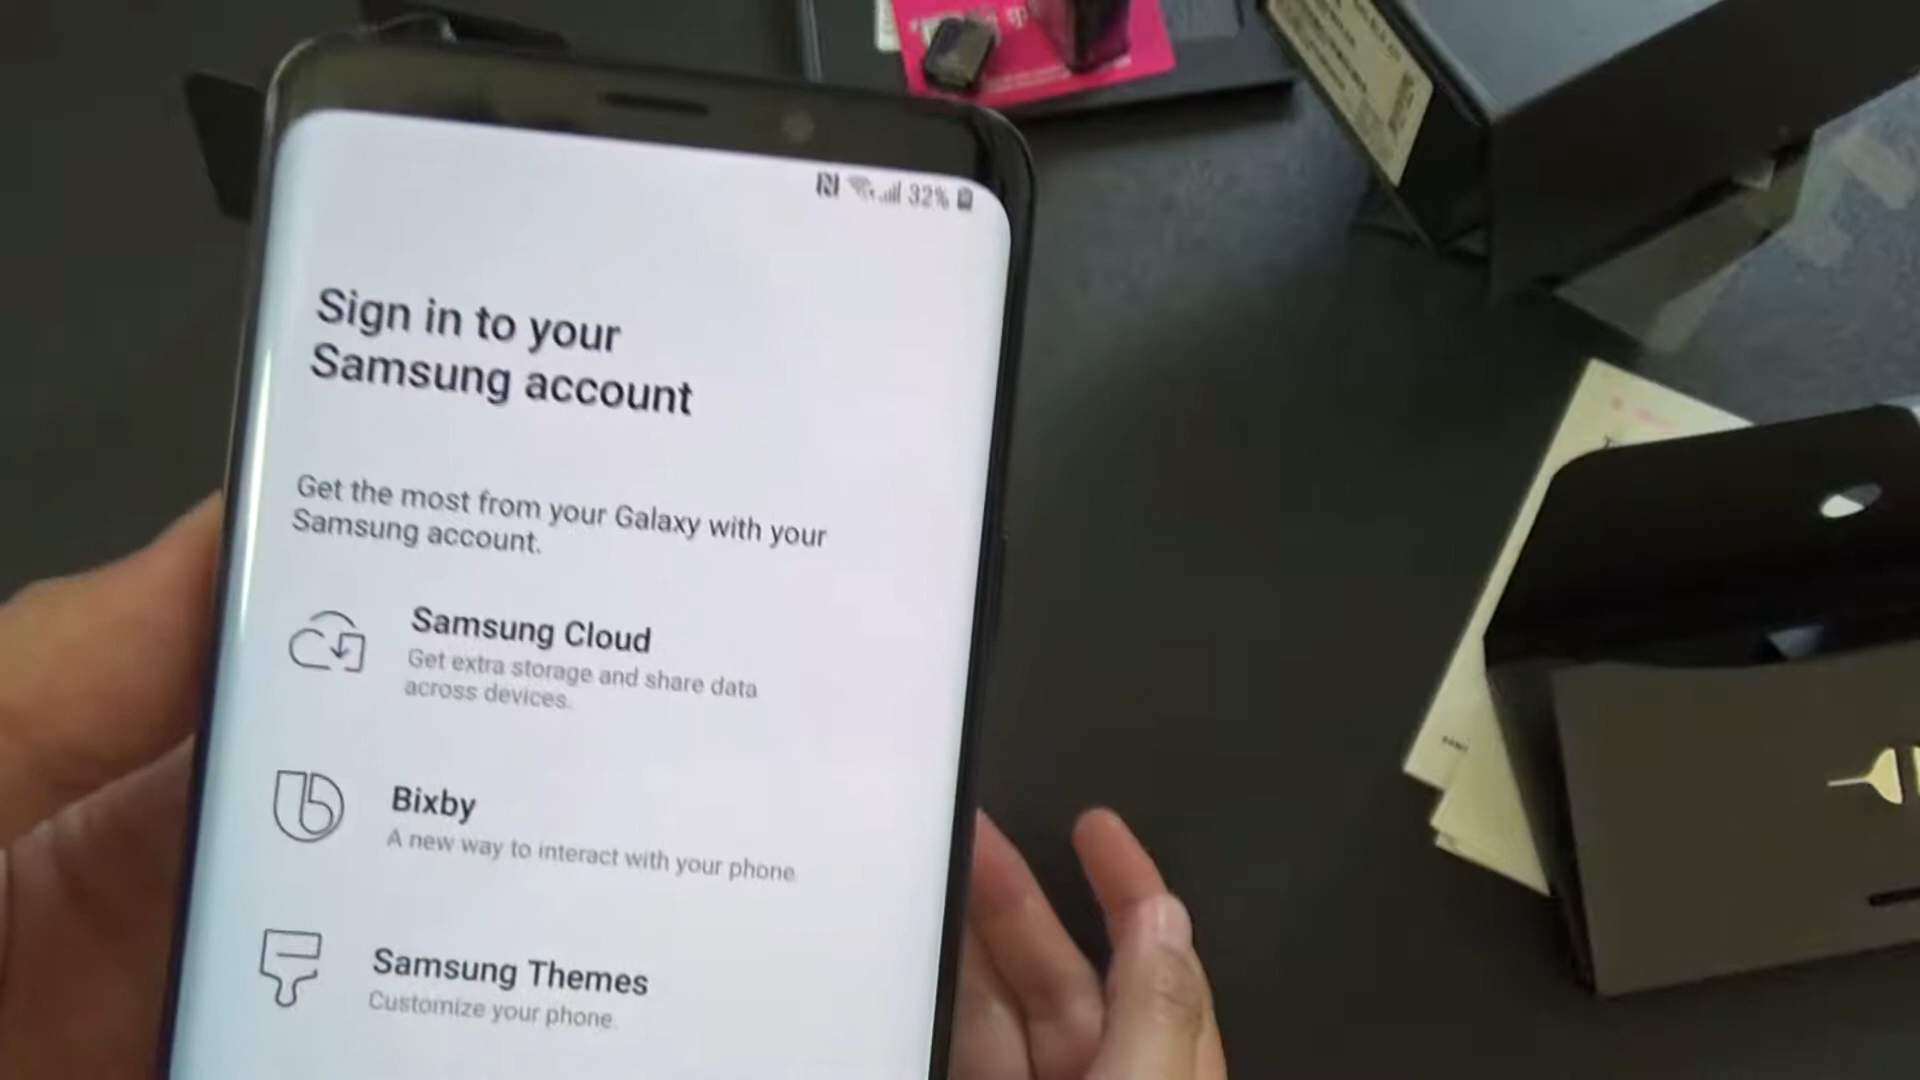 32%
Sign in to your
Samsung account
Get the most from your Galaxy with your
Samsung account.
Samsung Cloud
Get extra storage and share data
across devices.
Bixby
A new way to interact with your phone.
Samsung Themes
Customize your phone.